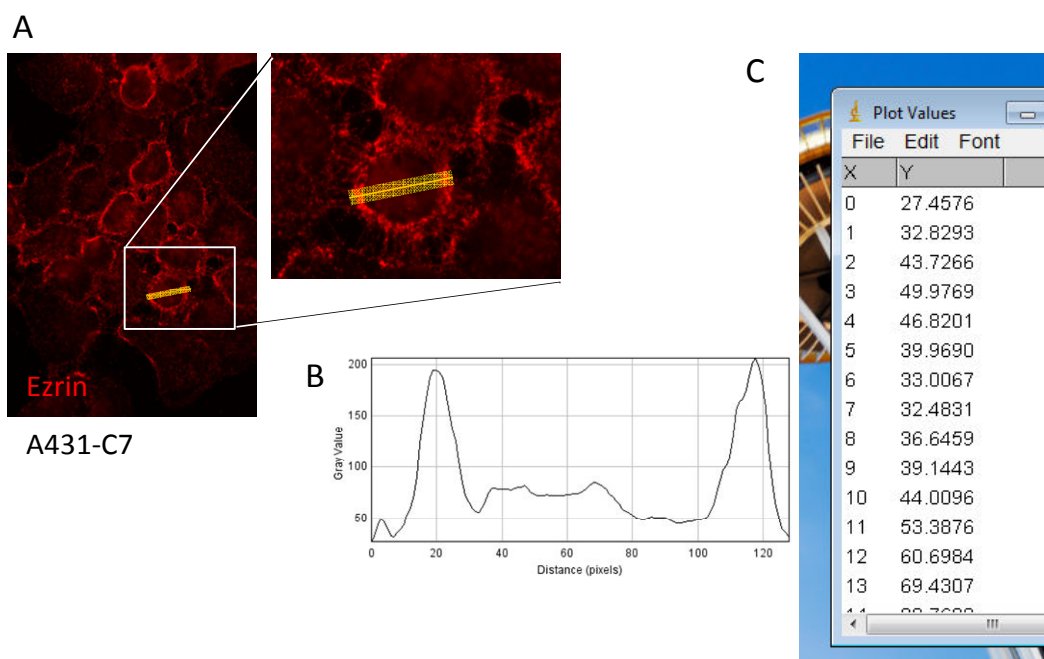 A
Ezrin
A431-C7
B
200
150
100
50
0 20 40 60 80 100 120
Gray Value
Distance (pixels)
C
Plot Values
File Edit Font
X Y
0 27.4576
1 32.8293
2 43.7266
3 49.9769
4 46.8201
5 39.9690
6 33.0067
7 32.4831
8 36.6459
9 39.1443
10 44.0096
11 53.3876
12 60.6984
13 69.4307